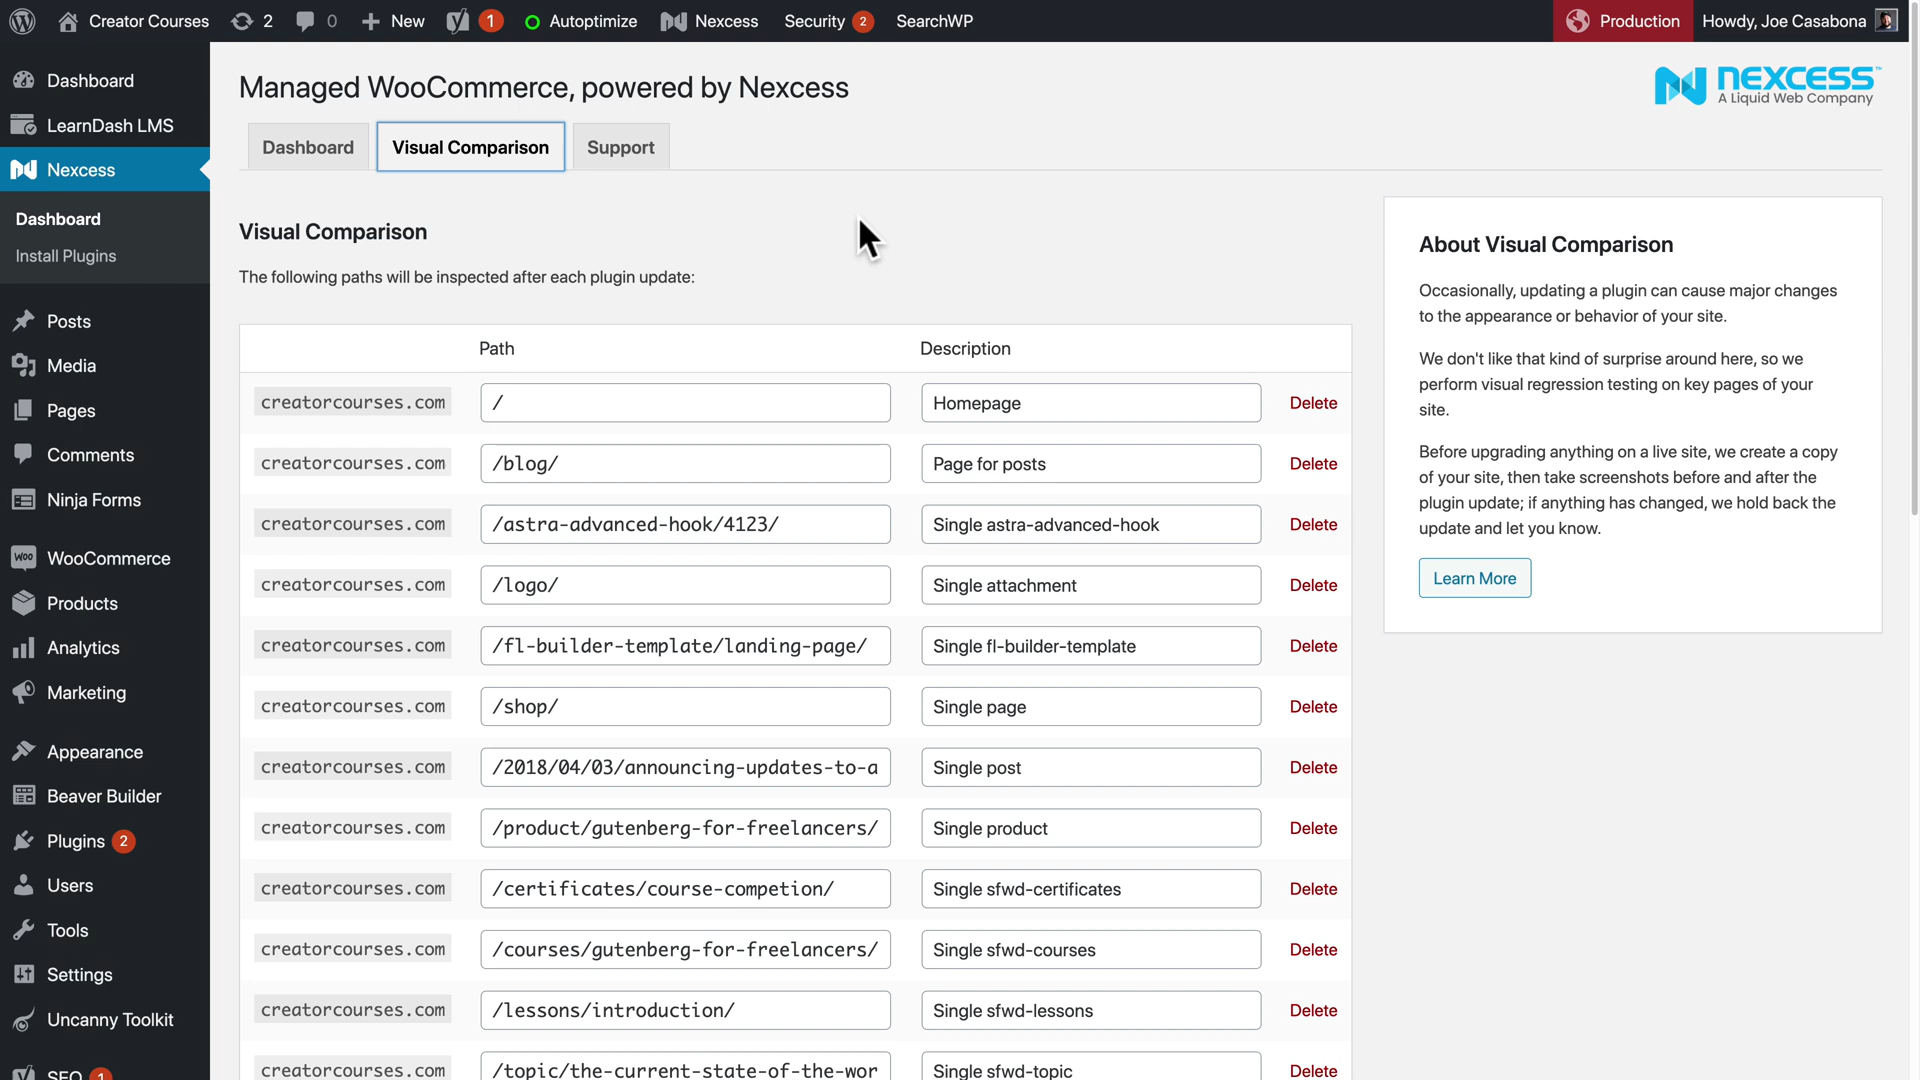 Creator Courses 2 0 New 1 Autoptimize Nexcess Security 2 SearchWP Production Howdy, Joe Casabona
Dashboard
LearnDash LMS
Nexcess
Dashboard
Install Plugins
Posts
Media
Pages
Comments
Ninja Forms
Woo WooCommerce
Products
Analytics
Marketing
Appearance
Beaver Builder
Plugins 2
Users
Tools
Settings
Uncanny Toolkit
SEO 1
Managed WooCommerce, powered by Nexcess
NEXCESS™
A Liquid Web Company
Dashboard Visual Comparison Support
Visual Comparison
The following paths will be inspected after each plugin update:
Path Description
creatorcourses.com / Homepage Delete
creatorcourses.com /blog/ Page for posts Delete
creatorcourses.com /astra-advanced-hook/4123/ Single astra-advanced-hook Delete
creatorcourses.com /logo/ Single attachment Delete
creatorcourses.com /fl-builder-template/landing-page/ Single fl-builder-template Delete
creatorcourses.com /shop/ Single page Delete
creatorcourses.com /2018/04/03/announcing-updates-to-a Single post Delete
creatorcourses.com /product/gutenberg-for-freelancers/ Single product Delete
creatorcourses.com /certificates/course-competion/ Single sfwd-certificates Delete
creatorcourses.com /courses/gutenberg-for-freelancers/ Single sfwd-courses Delete
creatorcourses.com /lessons/introduction/ Single sfwd-lessons Delete
creatorcourses.com /topic/the-current-state-of-the-wor Single sfwd-topic Delete
About Visual Comparison
Occasionally, updating a plugin can cause major changes
to the appearance or behavior of your site.
We don't like that kind of surprise around here, so we
perform visual regression testing on key pages of your
site.
Before upgrading anything on a live site, we create a copy
of your site, then take screenshots before and after the
plugin update; if anything has changed, we hold back the
update and let you know.
Learn More